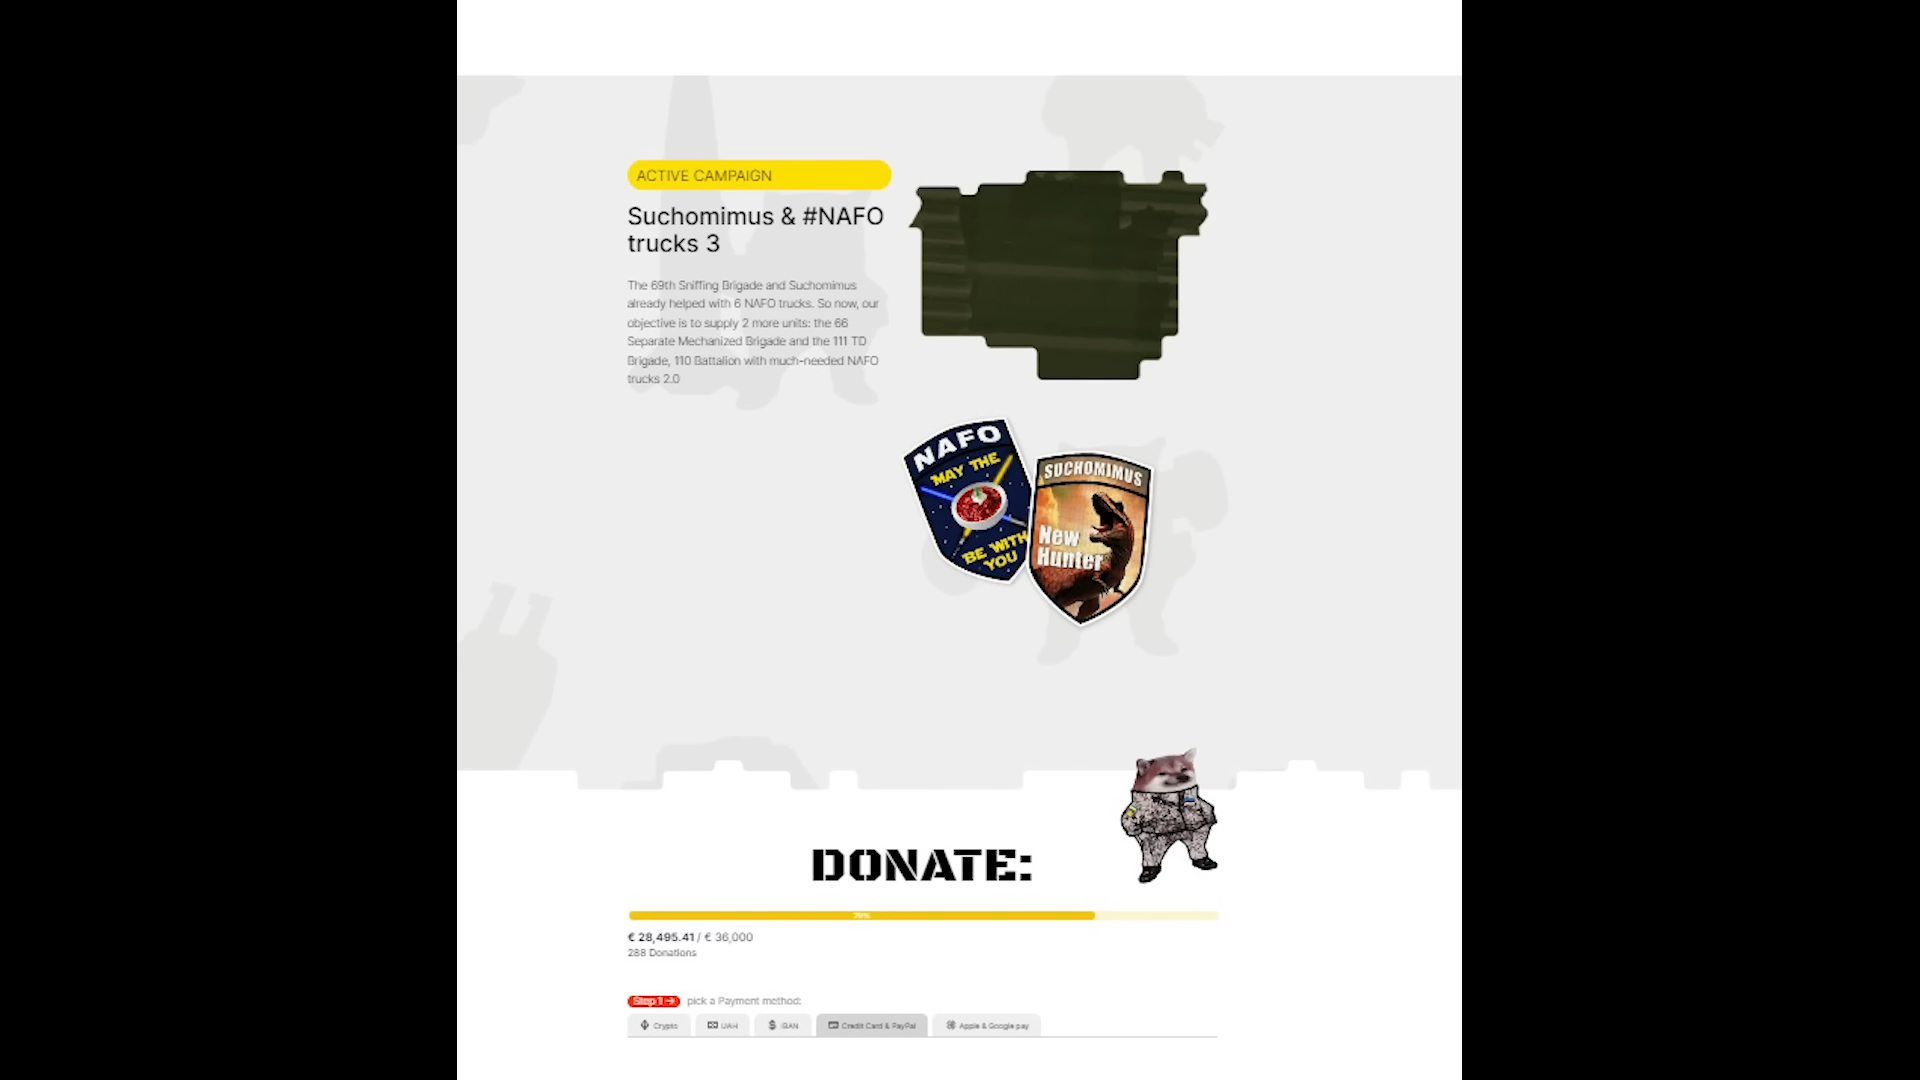 ACTIVE CAMPAIGN
Suchomimus & #NAFO
trucks 3
The 69th Sniffing Brigade and Suchomimus
already helped with 6 NAFO trucks. So now, our
objective is to supply 2 more units: the 66
Separate Mechanized Brigade and the 111 TD
Brigade, 110 Battalion with much-needed NAFO
trucks 2.0
NAFO
MAY THE
BE WITH
YOU
SUCHOMIMUS
New
Hunter
DONATE:
79%
€ 28,495.41 / € 36,000
288 Donations
Step 1 → pick a Payment method:
Crypto UAH IBAN Credit Card & PayPal Apple & Google pay